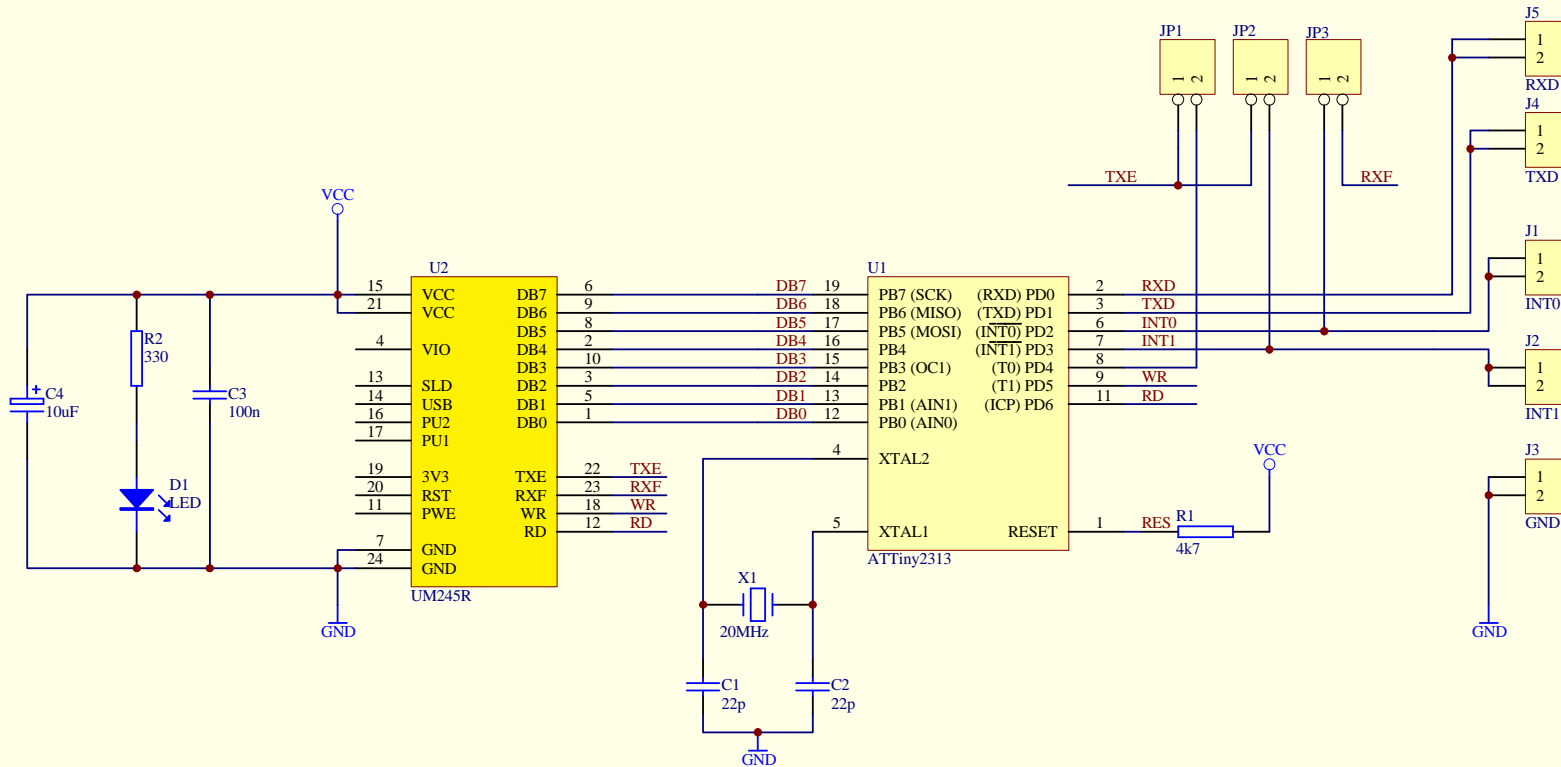 J5
1
2
RXD
J4
1
2
TXD
JP1
1
2
JP2
1
2
JP3
1
2
TXE
RXF
VCC
J1
1
2
INT0
J2
1
2
INT1
J3
1
2
GND
GND
C4
10uF
+
R2
330
D1
LED
C3
100n
GND
U2
15 VCC DB7 6
21 VCC DB6 9
DB5 8
4 VIO DB4 2
DB3 10
13 SLD DB2 3
14 USB DB1 5
16 PU2 DB0 1
17 PU1
19 3V3 TXE 22 TXE
20 RST RXF 23 RXF
11 PWE WR 18 WR
RD 12 RD
7 GND
24 GND
UM245R
U1
DB7 19 PB7 (SCK) (RXD) PD0 2 RXD
DB6 18 PB6 (MISO) (TXD) PD1 3 TXD
DB5 17 PB5 (MOSI) (INT0) PD2 6 INT0
DB4 16 PB4 (INT1) PD3 7 INT1
DB3 15 PB3 (OC1) (T0) PD4 8
DB2 14 PB2 (T1) PD5 9 WR
DB1 13 PB1 (AIN1) (ICP) PD6 11 RD
DB0 12 PB0 (AIN0)
4 XTAL2
5 XTAL1 RESET 1 RES
ATTiny2313
VCC
R1
4k7
X1
20MHz
C1
22p
C2
22p
GND